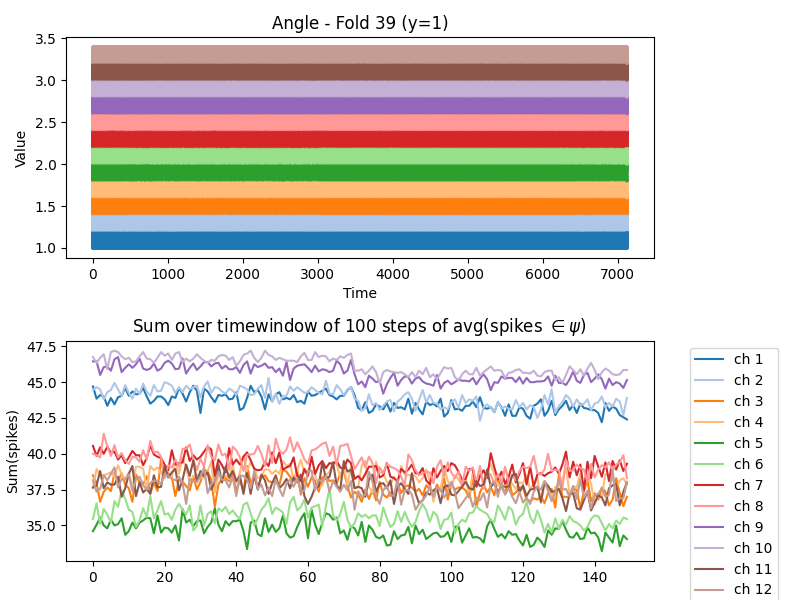 Angle - Fold 39 (y=1)
3.5
3.0
2.5
2.0
1.5
1.0
Value
0 1000 2000 3000 4000 5000 6000 7000
Time
Sum over timewindow of 100 steps of avg(spikes ∈ ψ)
47.5
45.0
42.5
40.0
37.5
35.0
Sum(spikes)
0 20 40 60 80 100 120 140
ch 1
ch 2
ch 3
ch 4
ch 5
ch 6
ch 7
ch 8
ch 9
ch 10
ch 11
ch 12